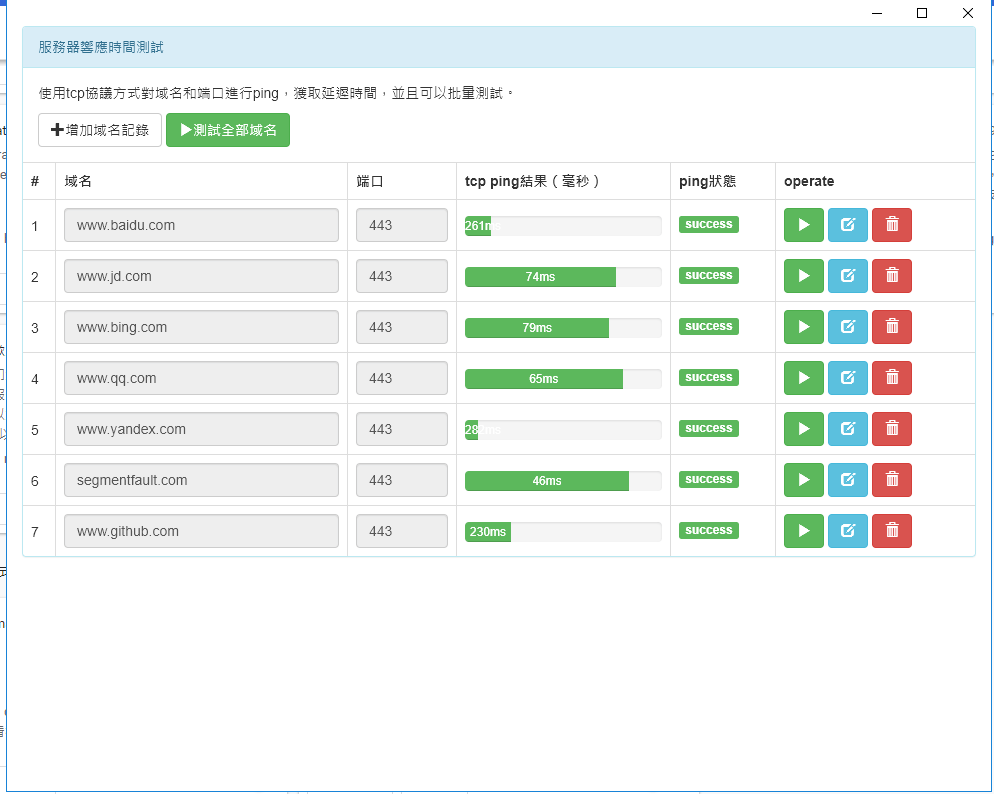 服務器響應時間測試
使用tcp協議方式對域名和端口進行ping，獲取延遲時間，並且可以批量測試。
增加域名記錄 測試全部域名
# 域名 端口 tcp ping結果（毫秒） ping狀態 operate
1 www.baidu.com 443 261ms success
2 www.jd.com 443 74ms success
3 www.bing.com 443 79ms success
4 www.qq.com 443 65ms success
5 www.yandex.com 443 success
6 segmentfault.com 443 46ms success
7 www.github.com 443 230ms success